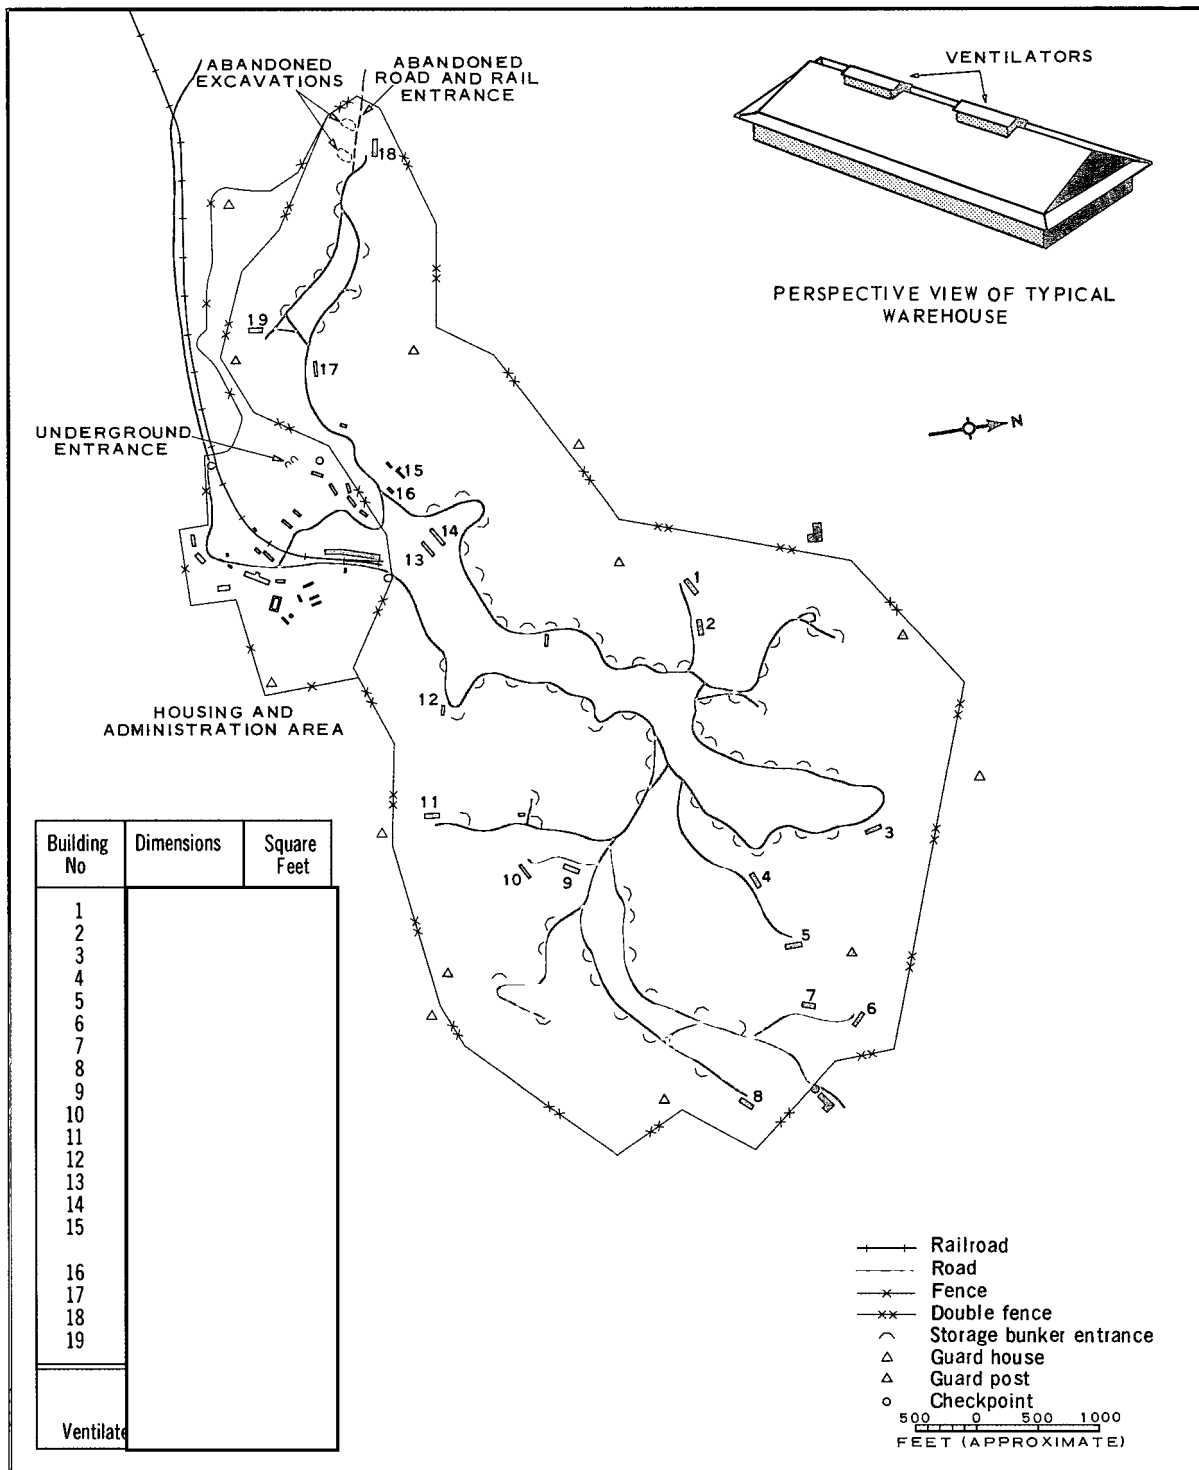 ABANDONED
EXCAVATIONS
ABANDONED
ROAD AND RAIL
ENTRANCE
VENTILATORS
18
PERSPECTIVE VIEW OF TYPICAL
WAREHOUSE
19
17
N
UNDERGROUND
ENTRANCE
15
16
14
13
1
2
12
HOUSING AND
ADMINISTRATION AREA
11
3
10
9
4
5
7
6
8
Building No Dimensions Square Feet
1
2
3
4
5
6
7
8
9
10
11
12
13
14
15
16
17
18
19
Ventilate
Railroad
Road
Fence
Double fence
Storage bunker entrance
Guard house
Guard post
Checkpoint
500 0 500 1000
FEET (APPROXIMATE)